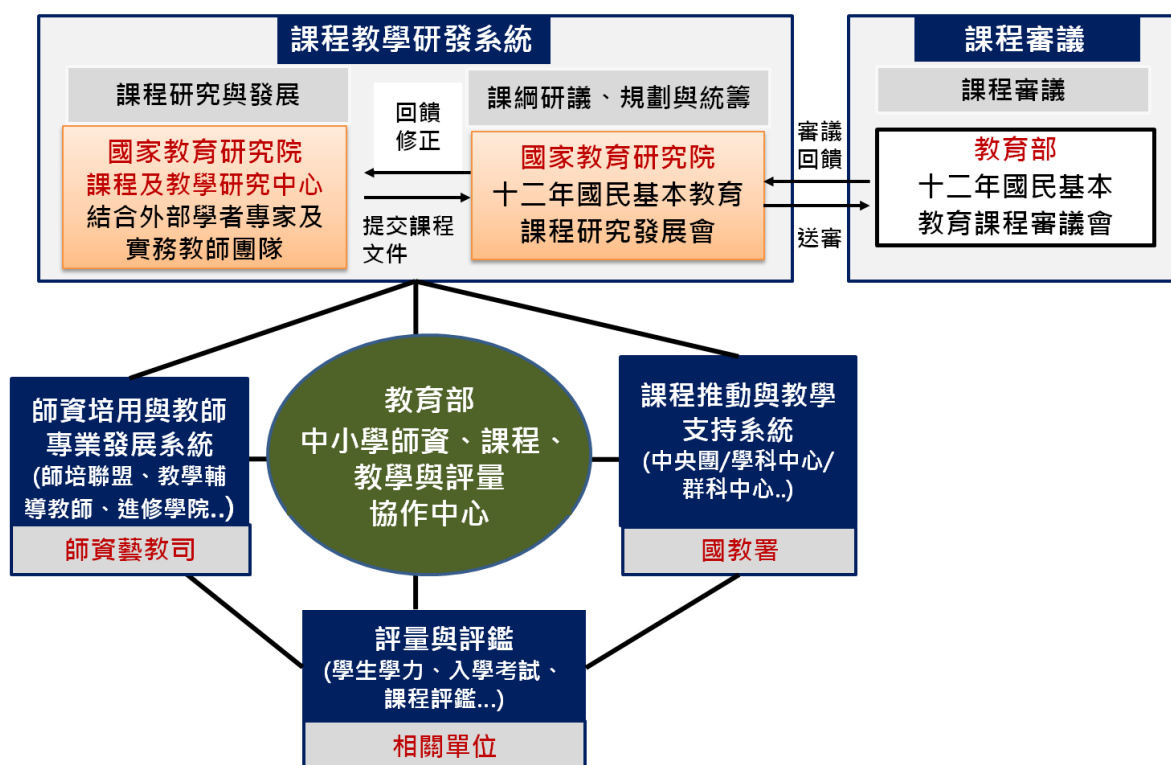 課程教學研發系統
課程研究與發展
國家教育研究院
課程及教學研究中心
結合外部學者專家及
實務教師團隊
回饋
修正
提交課程
文件
課綱研議、規劃與統籌
國家教育研究院
十二年國民基本教育
課程研究發展會
審議
回饋
送審
課程審議
課程審議
教育部
十二年國民基本
教育課程審議會
師資培用與教師
專業發展系統
(師培聯盟、教學輔
導教師、進修學院..)
師資藝教司
教育部
中小學師資、課程、
教學與評量
協作中心
課程推動與教學
支持系統
(中央團/學科中心/
群科中心..)
國教署
評量與評鑑
(學生學力、入學考試、
課程評鑑...)
相關單位